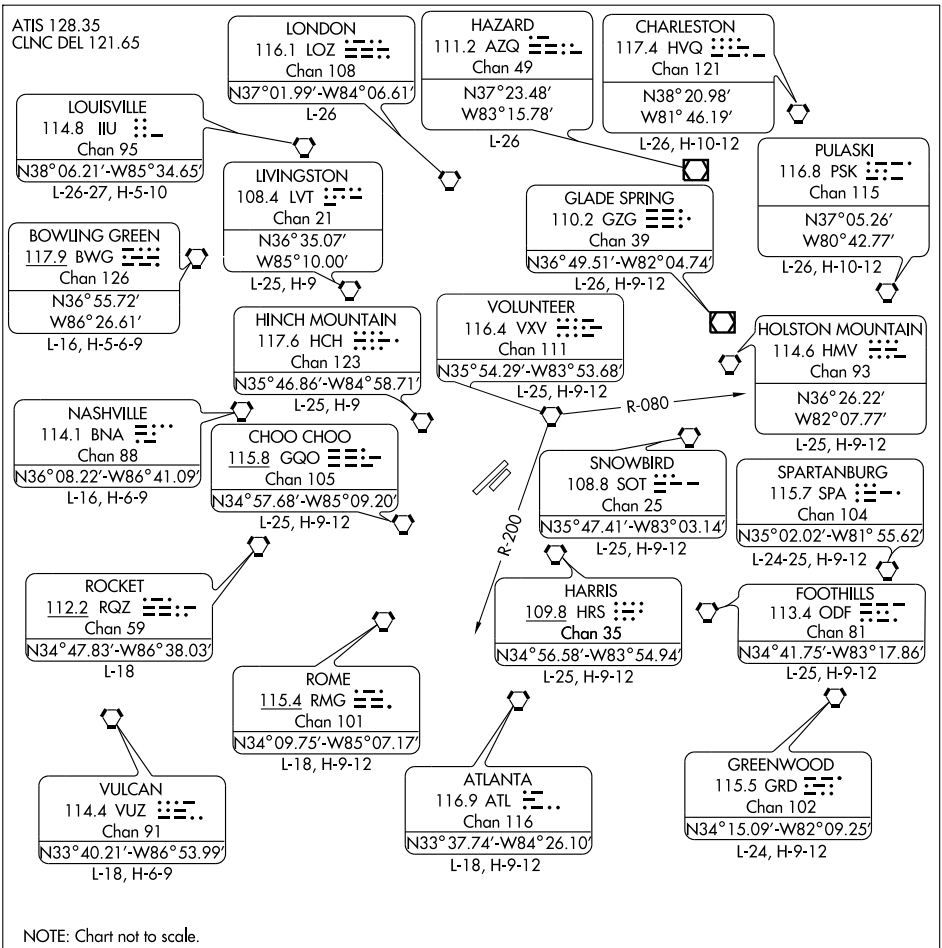 ATIS 128.35
CLNC DEL 121.65
LONDON
116.1 LOZ
Chan 108
N37°01.99'-W84°06.61'
L-26
HAZARD
111.2 AZQ
Chan 49
N37°23.48'
W83°15.78'
L-26
CHARLESTON
117.4 HVQ
Chan 121
N38°20.98'
W81°46.19'
L-26, H-10-12
LOUISVILLE
114.8 IIU
Chan 95
N38°06.21'-W85°34.65'
L-26-27, H-5-10
LIVINGSTON
108.4 LVT
Chan 21
N36°35.07'
W85°10.00'
L-25, H-9
GLADE SPRING
110.2 GZG
Chan 39
N36°49.51'-W82°04.74'
L-26, H-9-12
PULASKI
116.8 PSK
Chan 115
N37°05.26'
W80°42.77'
L-26, H-10-12
BOWLING GREEN
117.9 BWG
Chan 126
N36°55.72'
W86°26.61'
L-16, H-5-6-9
HINCH MOUNTAIN
117.6 HCH
Chan 123
N35°46.86'-W84°58.71'
L-25, H-9
VOLUNTEER
116.4 VXV
Chan 111
N35°54.29'-W83°53.68'
L-25, H-9-12
HOLSTON MOUNTAIN
114.6 HMV
Chan 93
N36°26.22'
W82°07.77'
L-25, H-9-12
R-080
R-200
NASHVILLE
114.1 BNA
Chan 88
N36°08.22'-W86°41.09'
L-16, H-6-9
CHOO CHOO
115.8 GQO
Chan 105
N34°57.68'-W85°09.20'
L-25, H-9-12
SNOWBIRD
108.8 SOT
Chan 25
N35°47.41'-W83°03.14'
L-25, H-9-12
SPARTANBURG
115.7 SPA
Chan 104
N35°02.02'-W81°55.62'
L-24-25, H-9-12
ROCKET
112.2 RQZ
Chan 59
N34°47.83'-W86°38.03'
L-18
HARRIS
109.8 HRS
Chan 35
N34°56.58'-W83°54.94'
L-25, H-9-12
FOOTHILLS
113.4 ODF
Chan 81
N34°41.75'-W83°17.86'
L-25, H-9-12
ROME
115.4 RMG
Chan 101
N34°09.75'-W85°07.17'
L-18, H-9-12
VULCAN
114.4 VUZ
Chan 91
N33°40.21'-W86°53.99'
L-18, H-6-9
ATLANTA
116.9 ATL
Chan 116
N33°37.74'-W84°26.10'
L-18, H-9-12
GREENWOOD
115.5 GRD
Chan 102
N34°15.09'-W82°09.25'
L-24, H-9-12
NOTE: Chart not to scale.